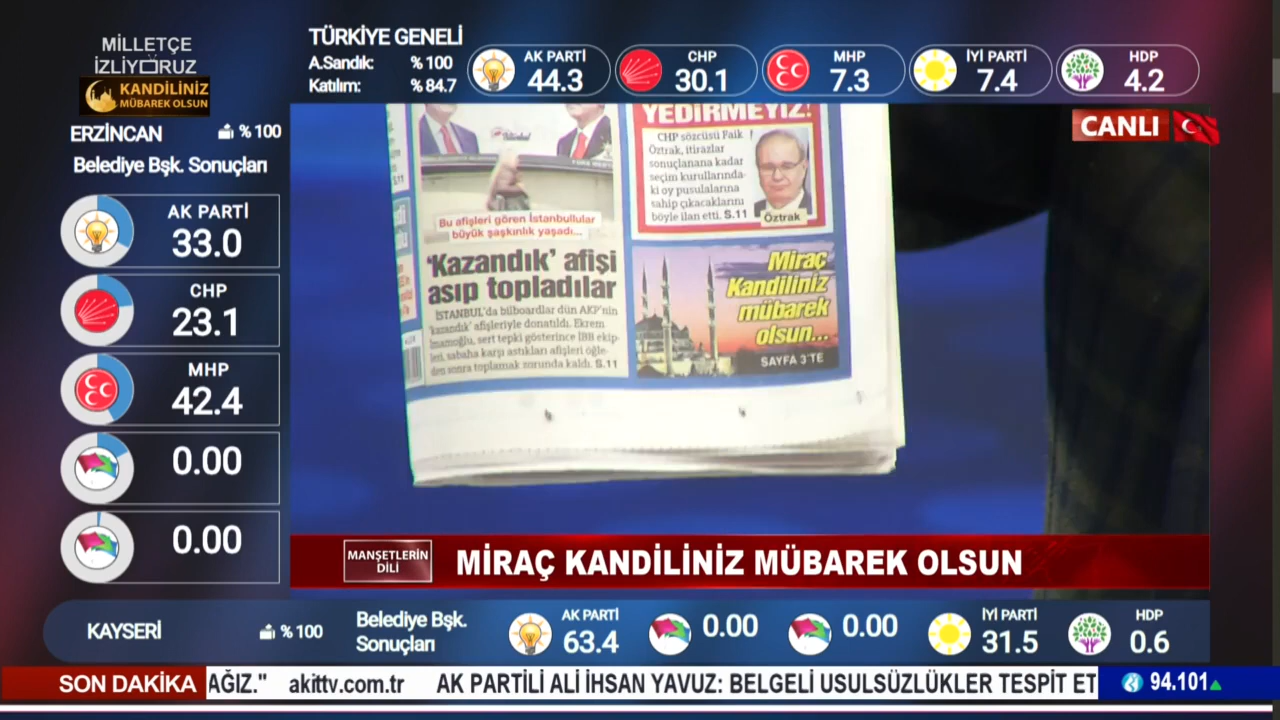 MİLLETÇE
İZLİYORUZ
KANDİLİNİZ
MÜBAREK OLSUN
TÜRKİYE GENELİ
A.Sandık: % 100
Katılım: % 84.7
AK PARTİ
44.3
CHP
30.1
MHP
7.3
İYİ PARTİ
7.4
HDP
4.2
ERZİNCAN % 100
Belediye Bşk. Sonuçları
AK PARTİ
33.0
CHP
23.1
MHP
42.4
0.00
0.00
CANLI
YEDİRMEYİZ!
CHP sözcüsü Faik
Öztrak, itirazlar
sonuçlanana kadar
seçim kurullarında-
ki oy pusulalarına
sahip çıkacaklarını
böyle ilan etti. S.11
Öztrak
Bu afişleri gören İstanbullular
büyük şaşkınlık yaşadı...
'Kazandık' afişi
asıp topladılar
İSTANBUL'da bilboardlar dün AKP'nin
'kazandık' afişleriyle donatıldı. Ekrem
İmamoğlu, sert tepki gösterince İBB ekip-
leri, sabaha karşı astıkları afişleri öğle-
den sonra toplamak zorunda kaldı. S.11
Miraç
Kandiliniz
mübarek
olsun...
SAYFA 3'TE
MANŞETLERİN
DİLİ
MİRAÇ KANDİLİNİZ MÜBAREK OLSUN
KAYSERİ % 100
Belediye Bşk.
Sonuçları
AK PARTİ
63.4
0.00
0.00
İYİ PARTİ
31.5
HDP
0.6
SON DAKİKA AĞIZ." akittv.com.tr AK PARTİLİ ALİ İHSAN YAVUZ: BELGELİ USULSÜZLÜKLER TESPİT ET 94.101